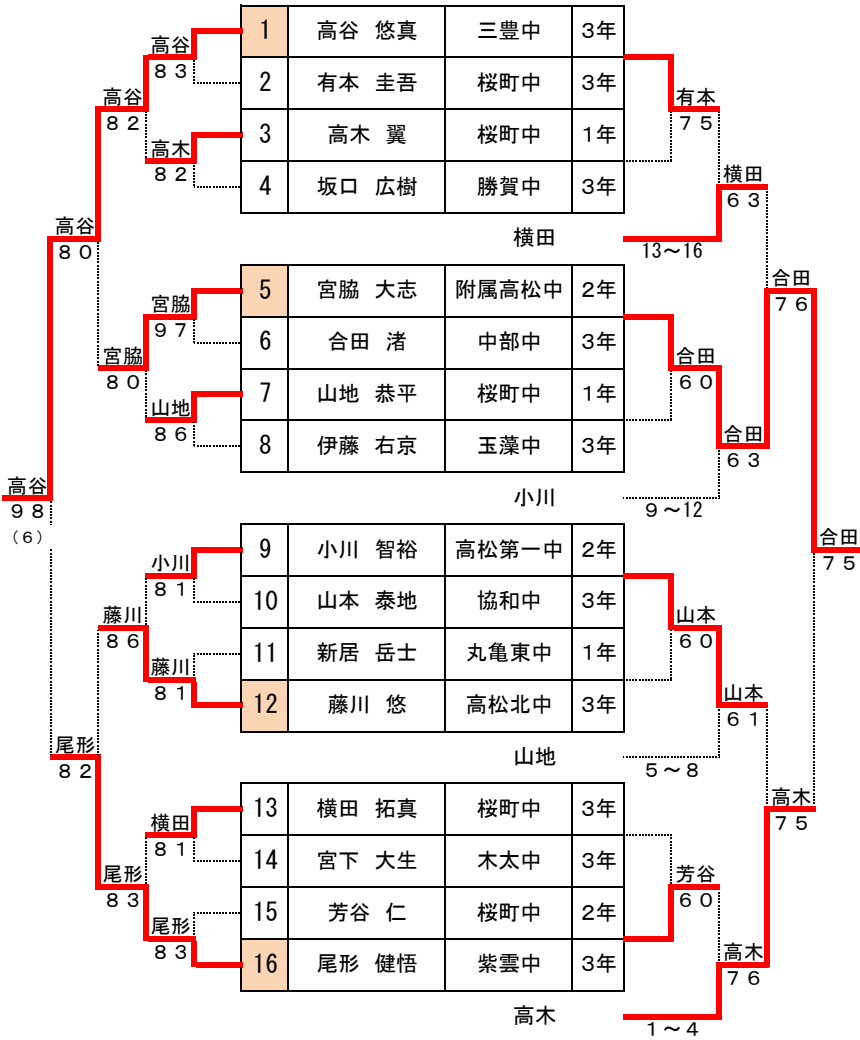 1 高谷 悠真 三豊中 3年
2 有本 圭吾 桜町中 3年
3 高木 翼 桜町中 1年
4 坂口 広樹 勝賀中 3年
横田
5 宮脇 大志 附属高松中 2年
6 合田 渚 中部中 3年
7 山地 恭平 桜町中 1年
8 伊藤 右京 玉藻中 3年
小川
9 小川 智裕 高松第一中 2年
10 山本 泰地 協和中 3年
11 新居 岳士 丸亀東中 1年
12 藤川 悠 高松北中 3年
山地
13 横田 拓真 桜町中 3年
14 宮下 大生 木太中 3年
15 芳谷 仁 桜町中 2年
16 尾形 健悟 紫雲中 3年
高木
高谷
83
高木
82
宮脇
97
山地
86
小川
81
藤川
81
横田
81
尾形
83
高谷
82
宮脇
80
藤川
86
尾形
83
高谷
80
尾形
82
高谷
98
(6)
有本
75
13～16
合田
60
9～12
山本
60
5～8
芳谷
60
1～4
横田
63
合田
63
山本
61
高木
76
合田
76
高木
75
合田
75